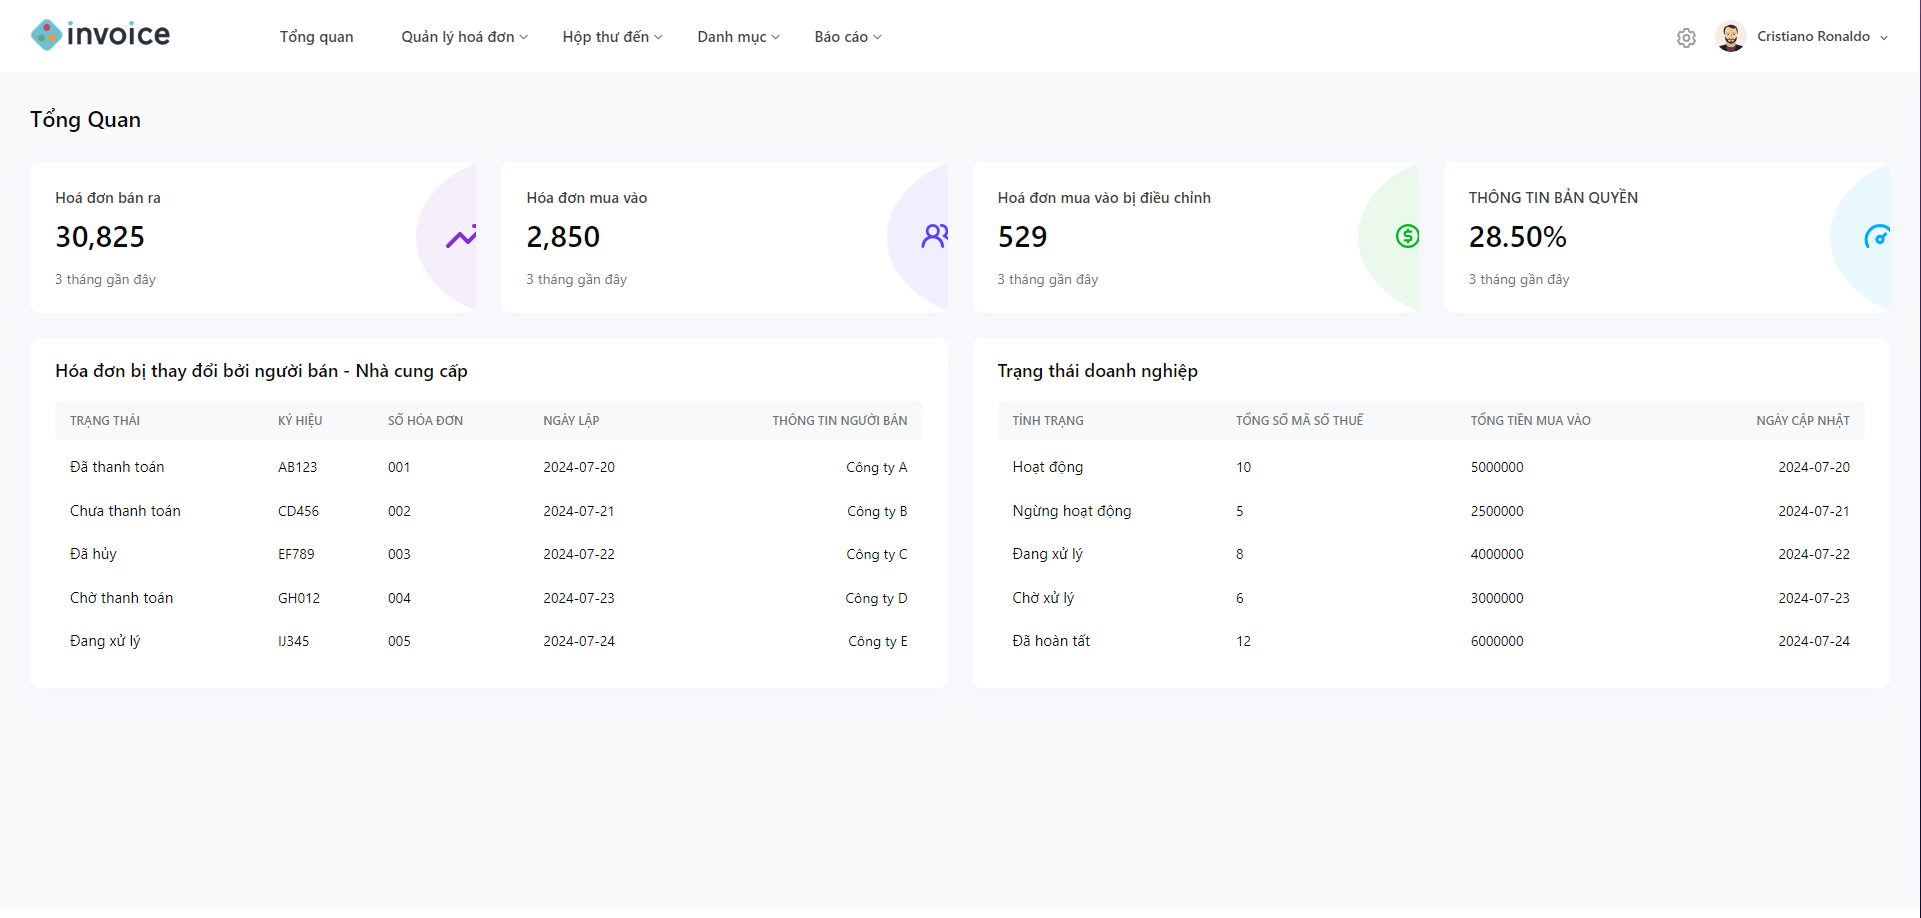 invoice Tổng quan Quản lý hoá đơn Hộp thư đến Danh mục Báo cáo Cristiano Ronaldo
Tổng Quan
Hoá đơn bán ra
30,825
3 tháng gần đây
Hóa đơn mua vào
2,850
3 tháng gần đây
Hoá đơn mua vào bị điều chỉnh
529
3 tháng gần đây
THÔNG TIN BẢN QUYỀN
28.50%
3 tháng gần đây
Hóa đơn bị thay đổi bởi người bán - Nhà cung cấp
TRẠNG THÁI KÝ HIỆU SỐ HÓA ĐƠN NGÀY LẬP THÔNG TIN NGƯỜI BÁN
Đã thanh toán AB123 001 2024-07-20 Công ty A
Chưa thanh toán CD456 002 2024-07-21 Công ty B
Đã hủy EF789 003 2024-07-22 Công ty C
Chờ thanh toán GH012 004 2024-07-23 Công ty D
Đang xử lý IJ345 005 2024-07-24 Công ty E
Trạng thái doanh nghiệp
TÌNH TRẠNG TỔNG SỐ MÃ SỐ THUẾ TỔNG TIỀN MUA VÀO NGÀY CẬP NHẬT
Hoạt động 10 5000000 2024-07-20
Ngừng hoạt động 5 2500000 2024-07-21
Đang xử lý 8 4000000 2024-07-22
Chờ xử lý 6 3000000 2024-07-23
Đã hoàn tất 12 6000000 2024-07-24